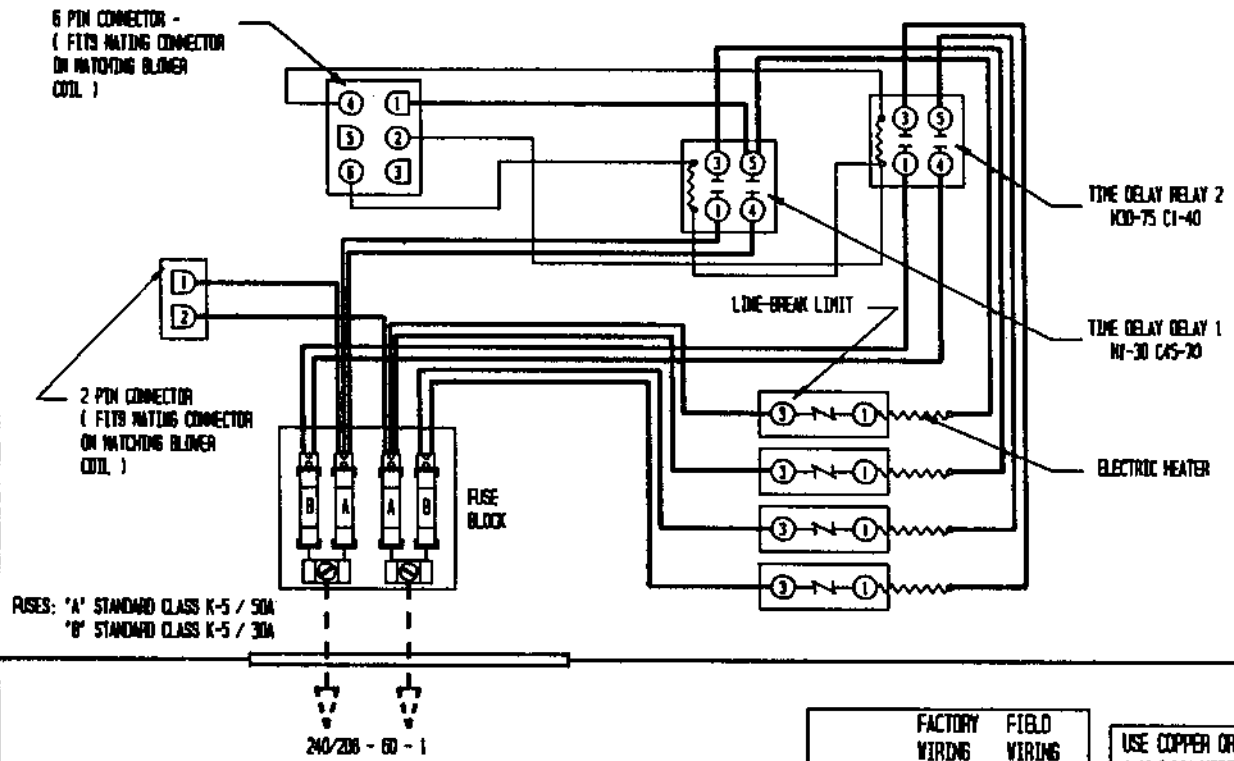 6 PIN CONNECTOR -
( FITS MATING CONNECTOR
ON MATCHING BLOWER
COIL )
4 1
5 2
6 3
3 5
1 4
3 5
1 4
TIME DELAY RELAY 2
TIME DELAY DELAY 1
LINE-BREAK LIMIT
1
2
2 PIN CONNECTOR
( FITS MATING CONNECTOR
ON MATCHING BLOWER
COIL )
3 1
3 1
3 1
3 1
ELECTRIC HEATER
B A A B
FUSE
BLOCK
FUSES: "A" STANDARD CLASS K-5 / 50A
"B" STANDARD CLASS K-5 / 30A
240/208 - 60 - 1
FACTORY FIELD
WIRING WIRING
USE COPPER OR